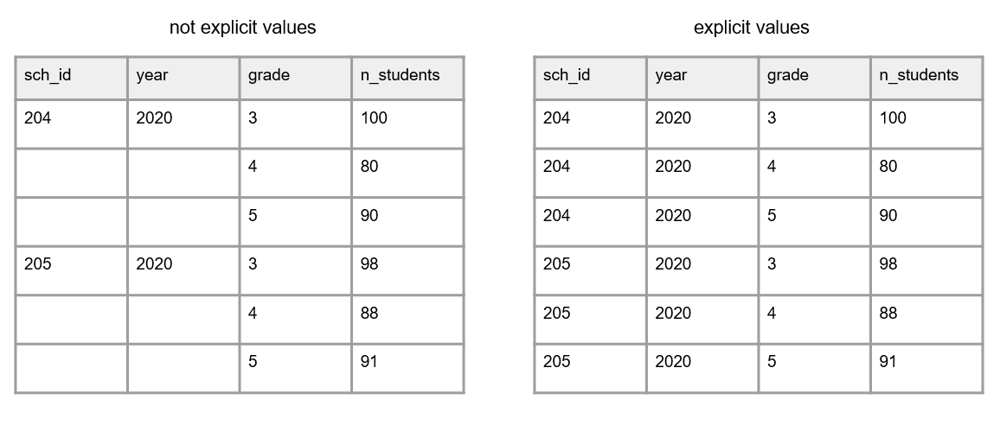 not explicit values
sch_id year grade n_students
204 2020 3 100
4 80
5 90
205 2020 3 98
4 88
5 91
explicit values
sch_id year grade n_students
204 2020 3 100
204 2020 4 80
204 2020 5 90
205 2020 3 98
205 2020 4 88
205 2020 5 91